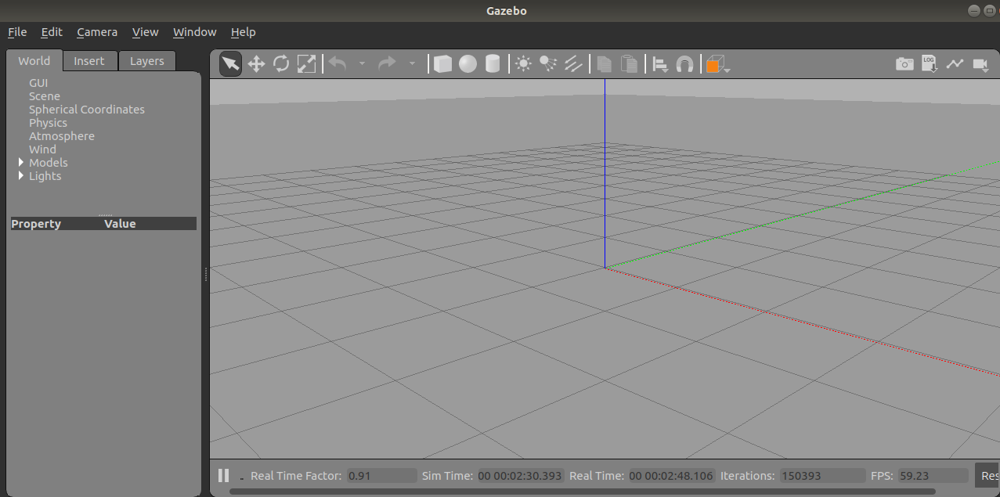 Gazebo
File Edit Camera View Window Help
World Insert Layers
LOG
GUI
Scene
Spherical Coordinates
Physics
Atmosphere
Wind
Models
Lights
Property Value
Real Time Factor: 0.91 Sim Time: 00 00:02:30.393 Real Time: 00 00:02:48.106 Iterations: 150393 FPS: 59.23 Res